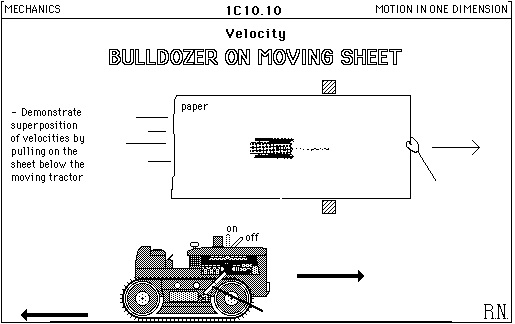 MECHANICS
1C10.10
MOTION IN ONE DIMENSION
Velocity
BULLDOZER ON MOVING SHEET
paper
- Demonstrate
superposition
of velocities by
pulling on the
sheet below the
moving tractor
on
off
R.N.